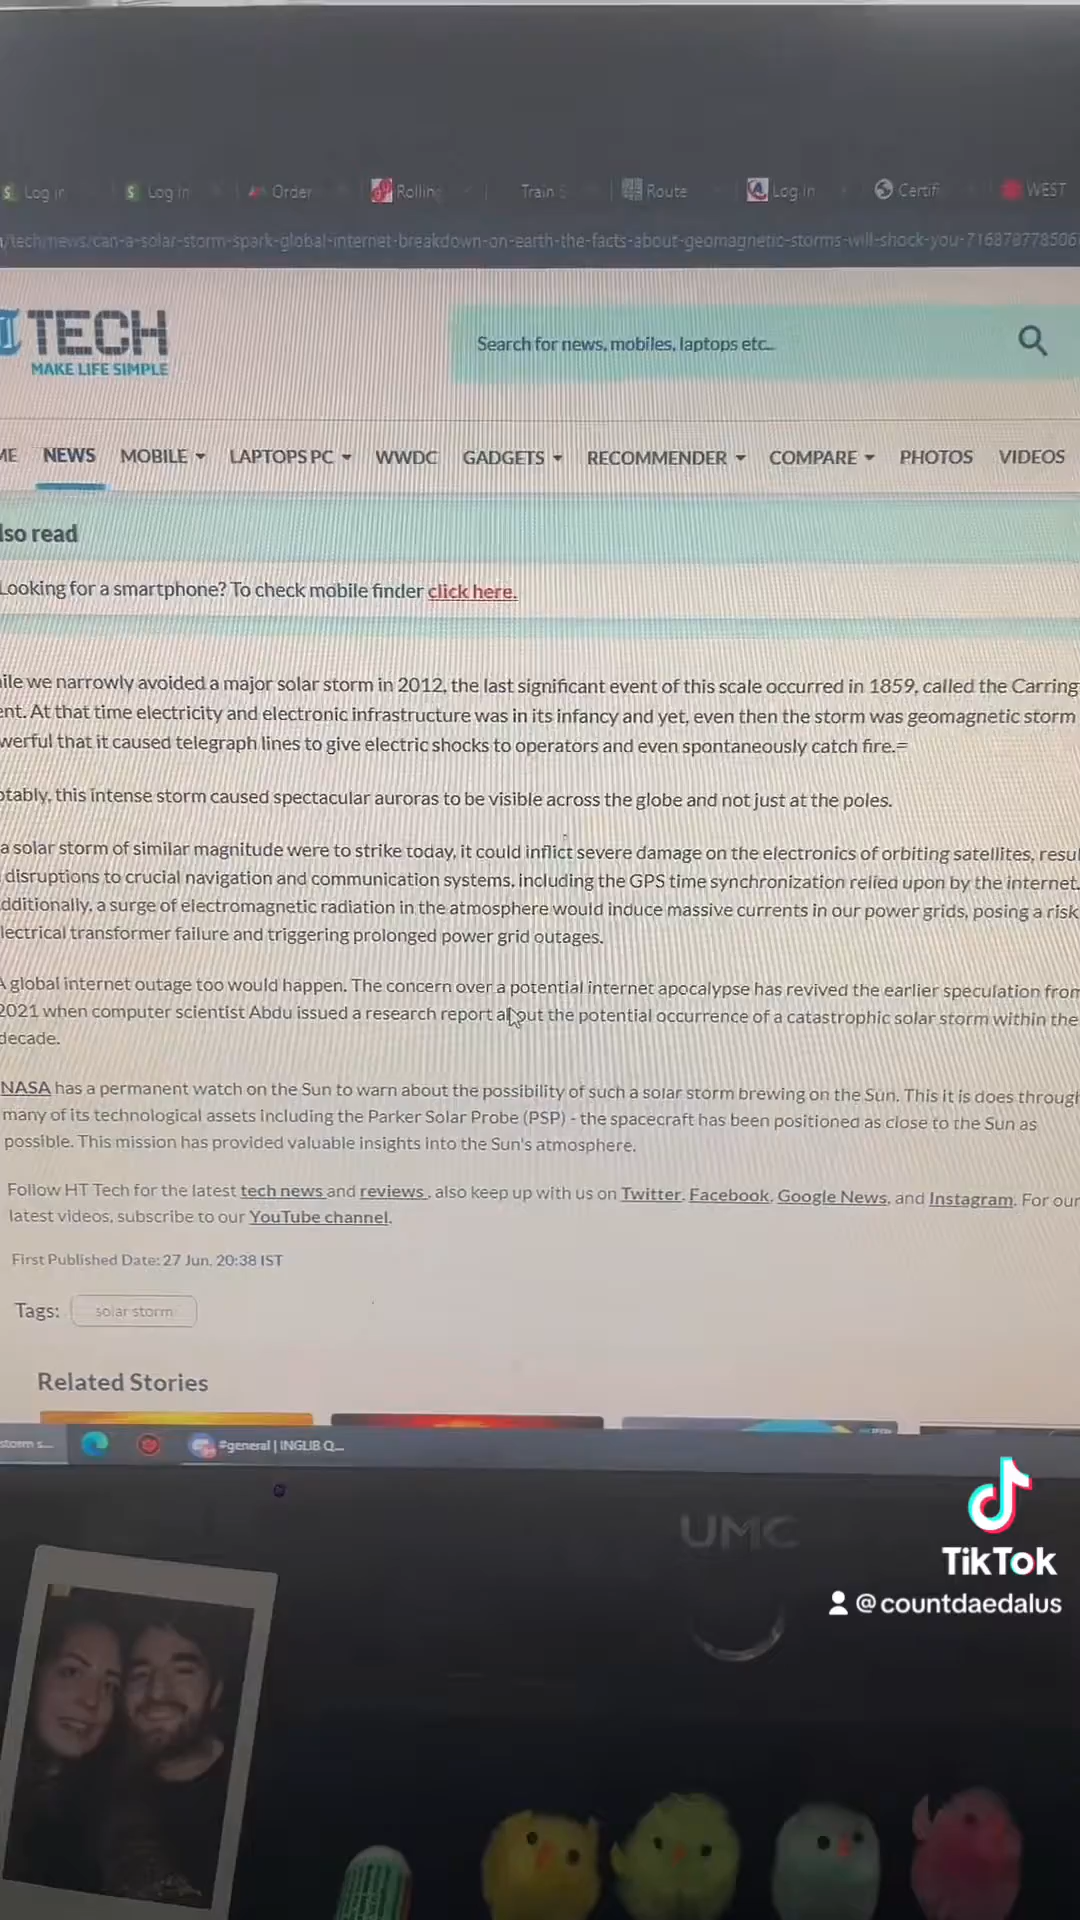 Log in
Log in
Order
Rolling
Train S
Route
Log in
Certifi
WEST
/tech/news/can-a-solar-storm-spark-global-internet-breakdown-on-earth-the-facts-about-geomagnetic-storms-will-shock-you-7168787785061
TECH
MAKE LIFE SIMPLE
Search for news, mobiles, laptops etc..
ME NEWS MOBILE LAPTOPS PC WWDC GADGETS RECOMMENDER COMPARE PHOTOS VIDEOS
lso read
Looking for a smartphone? To check mobile finder click here.
ile we narrowly avoided a major solar storm in 2012, the last significant event of this scale occurred in 1859, called the Carring
ent. At that time electricity and electronic infrastructure was in its infancy and yet, even then the storm was geomagnetic storm
werful that it caused telegraph lines to give electric shocks to operators and even spontaneously catch fire.=
otably, this intense storm caused spectacular auroras to be visible across the globe and not just at the poles.
a solar storm of similar magnitude were to strike today, it could inflict severe damage on the electronics of orbiting satellites, resul
disruptions to crucial navigation and communication systems, including the GPS time synchronization relied upon by the internet.
dditionally, a surge of electromagnetic radiation in the atmosphere would induce massive currents in our power grids, posing a risk
lectrical transformer failure and triggering prolonged power grid outages.
A global internet outage too would happen. The concern over a potential internet apocalypse has revived the earlier speculation from
2021 when computer scientist Abdu issued a research report about the potential occurrence of a catastrophic solar storm within the
decade.
NASA has a permanent watch on the Sun to warn about the possibility of such a solar storm brewing on the Sun. This it is does through
many of its technological assets including the Parker Solar Probe (PSP) - the spacecraft has been positioned as close to the Sun as
possible. This mission has provided valuable insights into the Sun's atmosphere.
Follow HT Tech for the latest tech news and reviews , also keep up with us on Twitter, Facebook, Google News, and Instagram. For our
latest videos, subscribe to our YouTube channel.
First Published Date: 27 Jun, 20:38 IST
Tags: solar storm
Related Stories
storm s...
#general | INGLIB Q...
UMC
TikTok
@countdaedalus